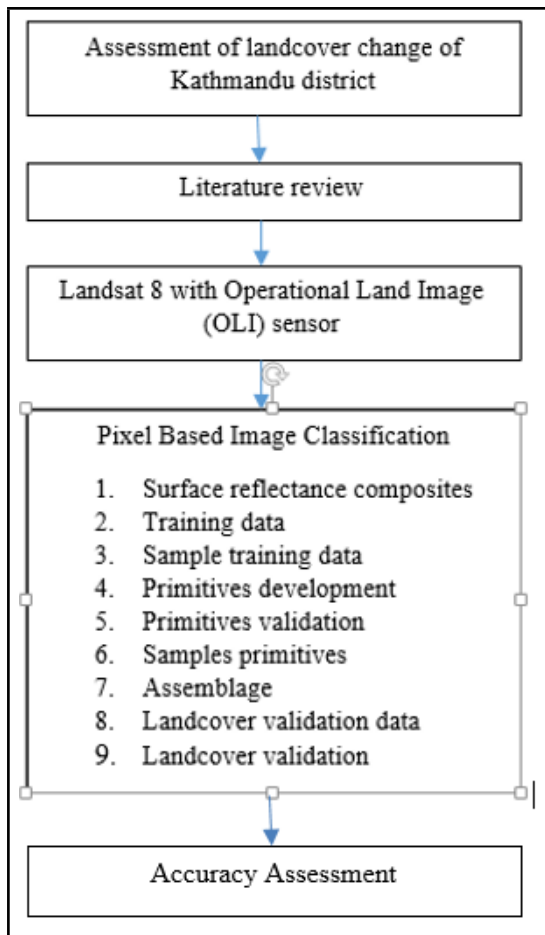 Assessment of landcover change of
Kathmandu district
Literature review
Landsat 8 with Operational Land Image
(OLI) sensor
Pixel Based Image Classification
1. Surface reflectance composites
2. Training data
3. Sample training data
4. Primitives development
5. Primitives validation
6. Samples primitives
7. Assemblage
8. Landcover validation data
9. Landcover validation
Accuracy Assessment